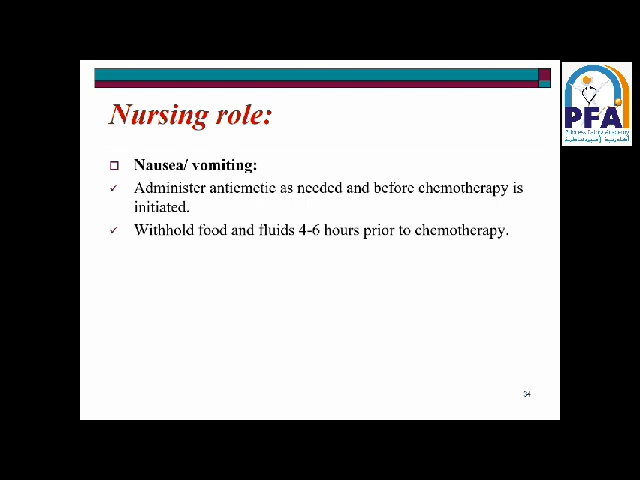 Nursing role:
Nausea/ vomiting:
Administer antiemetic as needed and before chemotherapy is
initiated.
Withhold food and fluids 4-6 hours prior to chemotherapy.
34
PFA